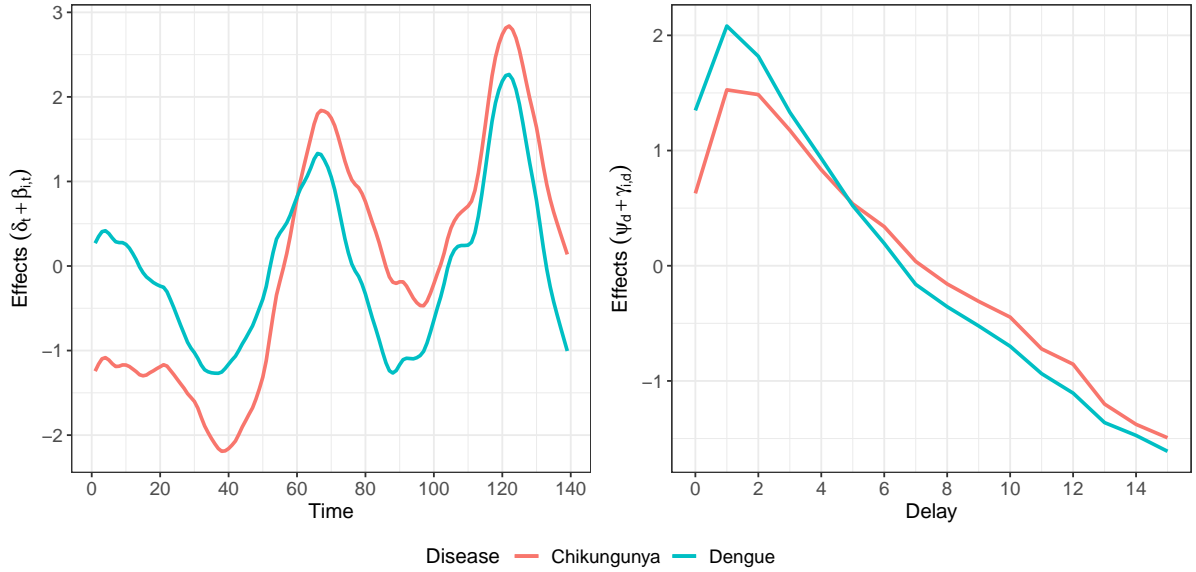 3
2
1
0
−1
−2
0 20 40 60 80 100 120 140
Time
Effects (δt + βi,t)
2
1
0
−1
0 2 4 6 8 10 12 14
Delay
Effects (ψd + γi,d)
Disease Chikungunya Dengue